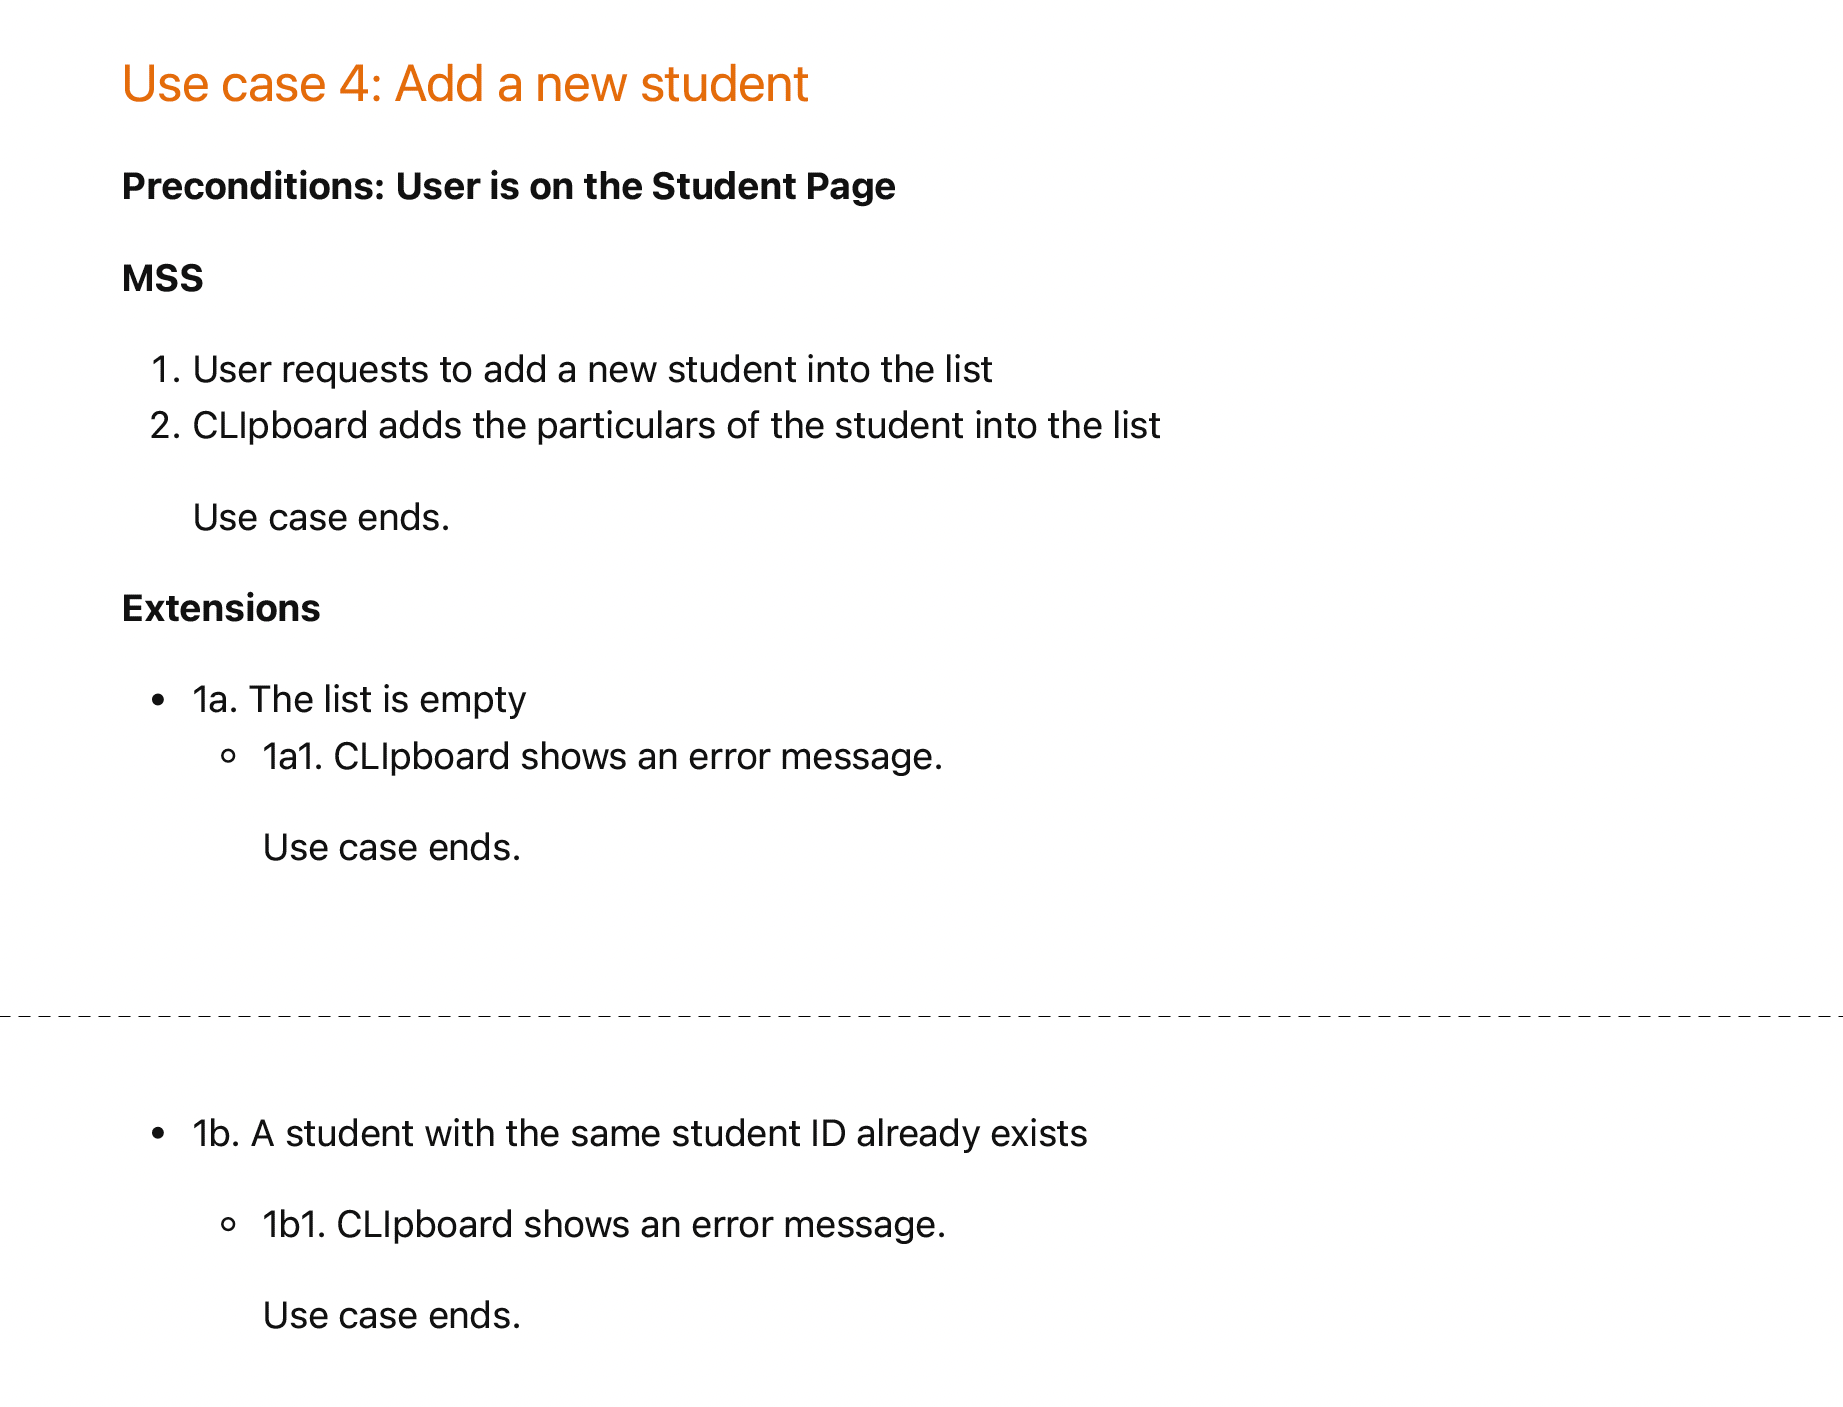 Use case 4: Add a new student
Preconditions: User is on the Student Page
MSS
1. User requests to add a new student into the list
2. CLIpboard adds the particulars of the student into the list
Use case ends.
Extensions
• 1a. The list is empty
◦ 1a1. CLIpboard shows an error message.
Use case ends.
• 1b. A student with the same student ID already exists
◦ 1b1. CLIpboard shows an error message.
Use case ends.